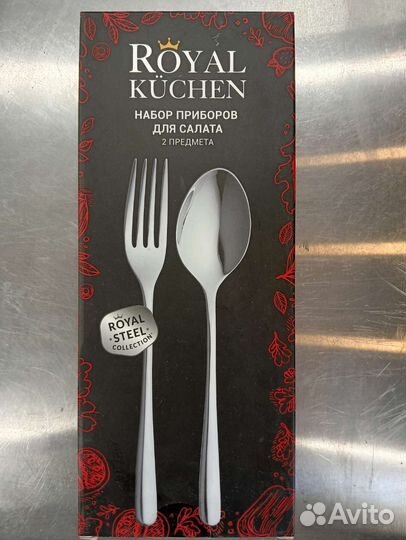 ROYAL
KÜCHEN
НАБОР ПРИБОРОВ
ДЛЯ САЛАТА
2 ПРЕДМЕТА
ROYAL
STEEL
COLLECTION
Avito